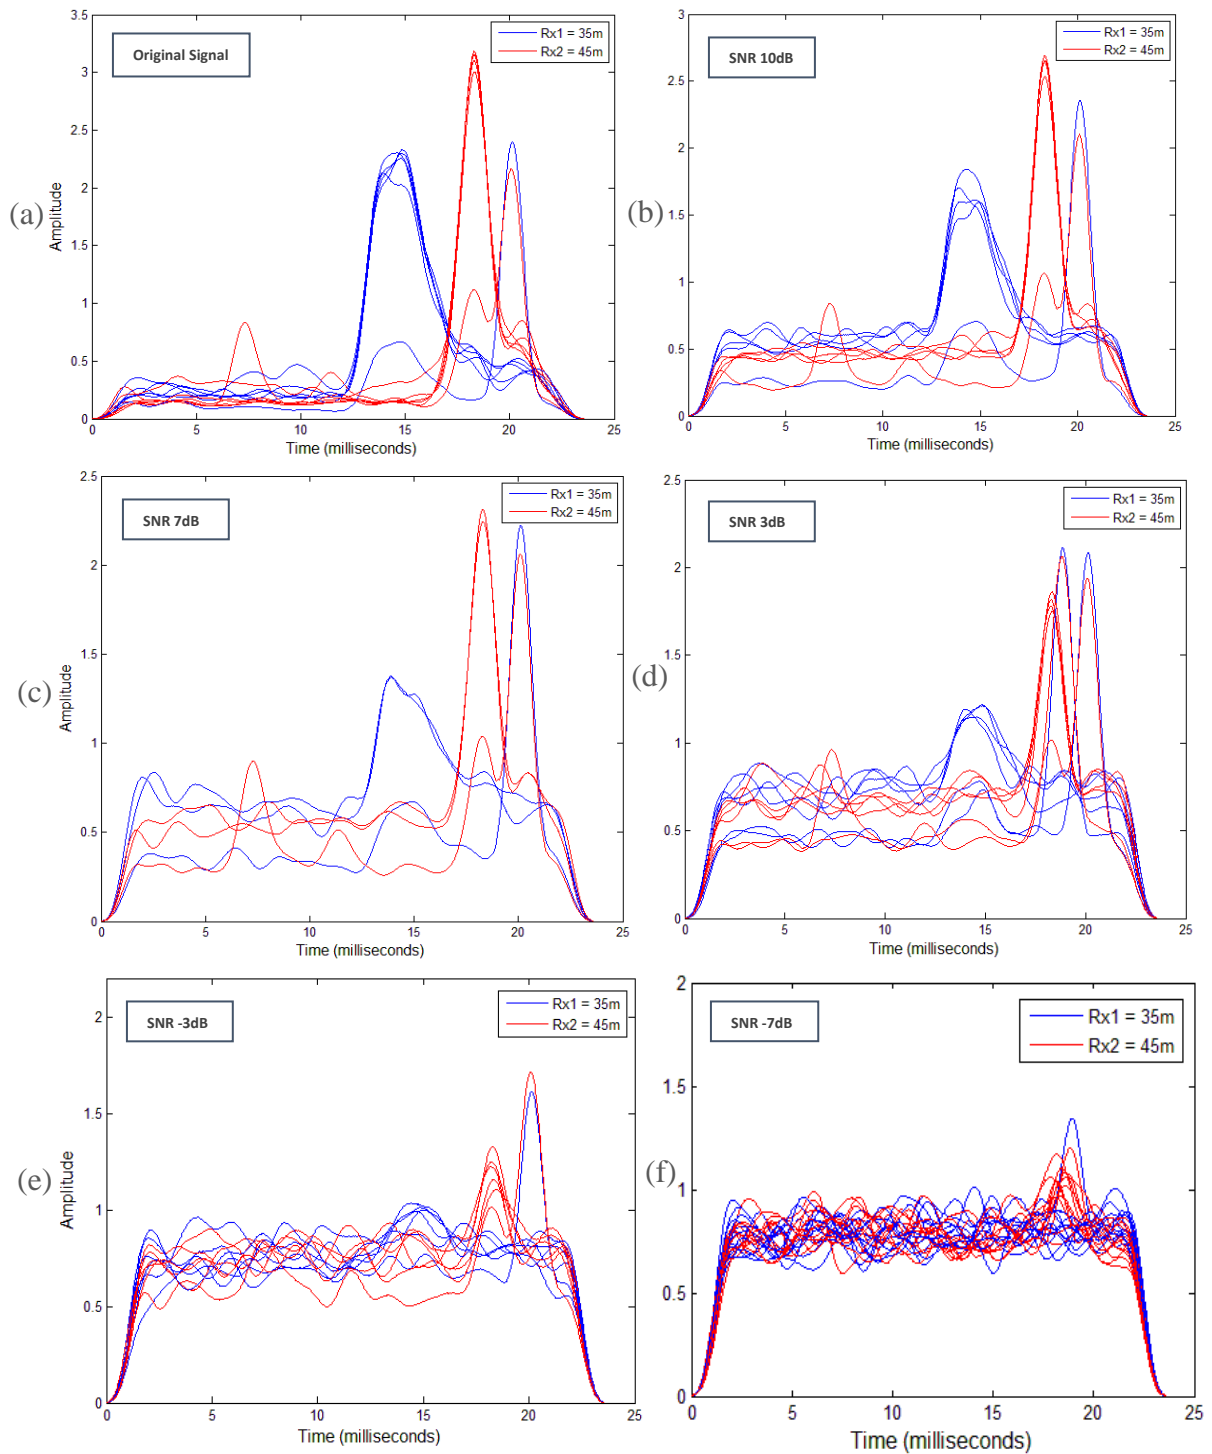 3.5
Original Signal
Rx1 = 35m
Rx2 = 45m
3
2.5
2
1.5
1
0.5
0
(a)
Amplitude
0 5 10 15 20 25
Time (milliseconds)
3
SNR 10dB
Rx1 = 35m
Rx2 = 45m
2.5
2
1.5
1
0.5
0
(b)
0 5 10 15 20 25
Time (milliseconds)
2.5
SNR 7dB
Rx1 = 35m
Rx2 = 45m
2
1.5
1
0.5
0
(c)
Amplitude
0 5 10 15 20 25
Time (milliseconds)
2.5
SNR 3dB
Rx1 = 35m
Rx2 = 45m
2
1.5
1
0.5
0
(d)
0 5 10 15 20 25
Time (milliseconds)
SNR -3dB
Rx1 = 35m
Rx2 = 45m
2
1.5
1
0.5
0
(e)
Amplitude
0 5 10 15 20 25
Time (milliseconds)
2
SNR -7dB
Rx1 = 35m
Rx2 = 45m
1.5
1
0.5
0
(f)
0 5 10 15 20 25
Time (milliseconds)